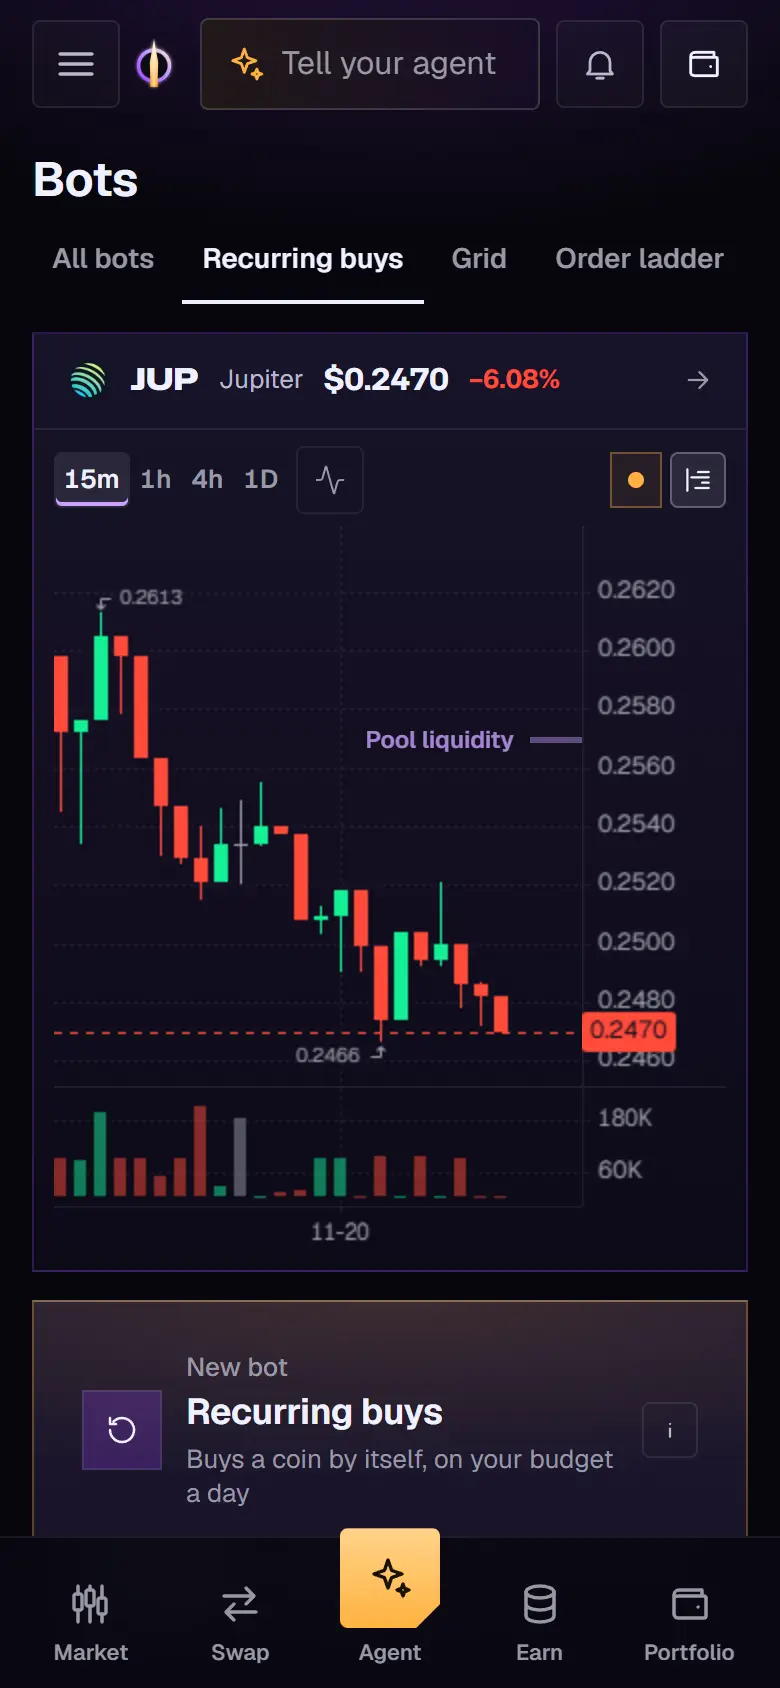 Tell your agent
Bots
All bots
Recurring buys
Grid
Order ladder
JUP Jupiter $0.2470 -6.08%
15m 1h 4h 1D
0.2613
0.2620
0.2600
0.2580
Pool liquidity
0.2560
0.2540
0.2520
0.2500
0.2480
0.2470
0.2466
0.2460
180K
60K
11-20
New bot
Recurring buys
i
Buys a coin by itself, on your budget
a day
Market
Swap
Agent
Earn
Portfolio